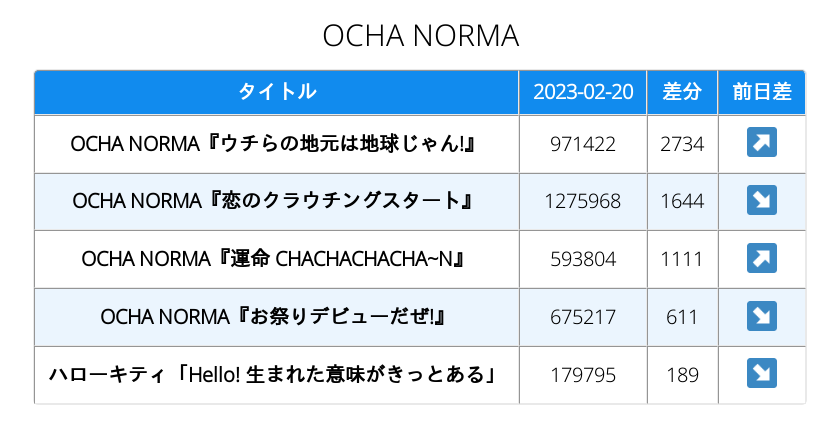 OCHA NORMA
タイトル 2023-02-20 差分 前日差
OCHA NORMA『ウチらの地元は地球じゃん!』 971422 2734
OCHA NORMA『恋のクラウチングスタート』 1275968 1644
OCHA NORMA『運命 CHACHACHACHA~N』 593804 1111
OCHA NORMA『お祭りデビューだぜ!』 675217 611
ハローキティ「Hello! 生まれた意味がきっとある」 179795 189